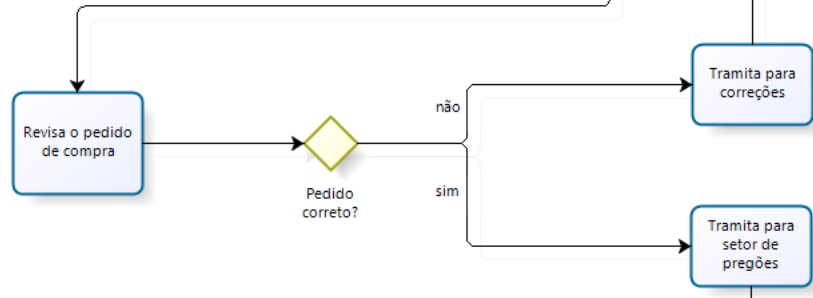 Revisa o pedido
de compra
Pedido
correto?
não
sim
Tramita para
correções
Tramita para
setor de
pregões